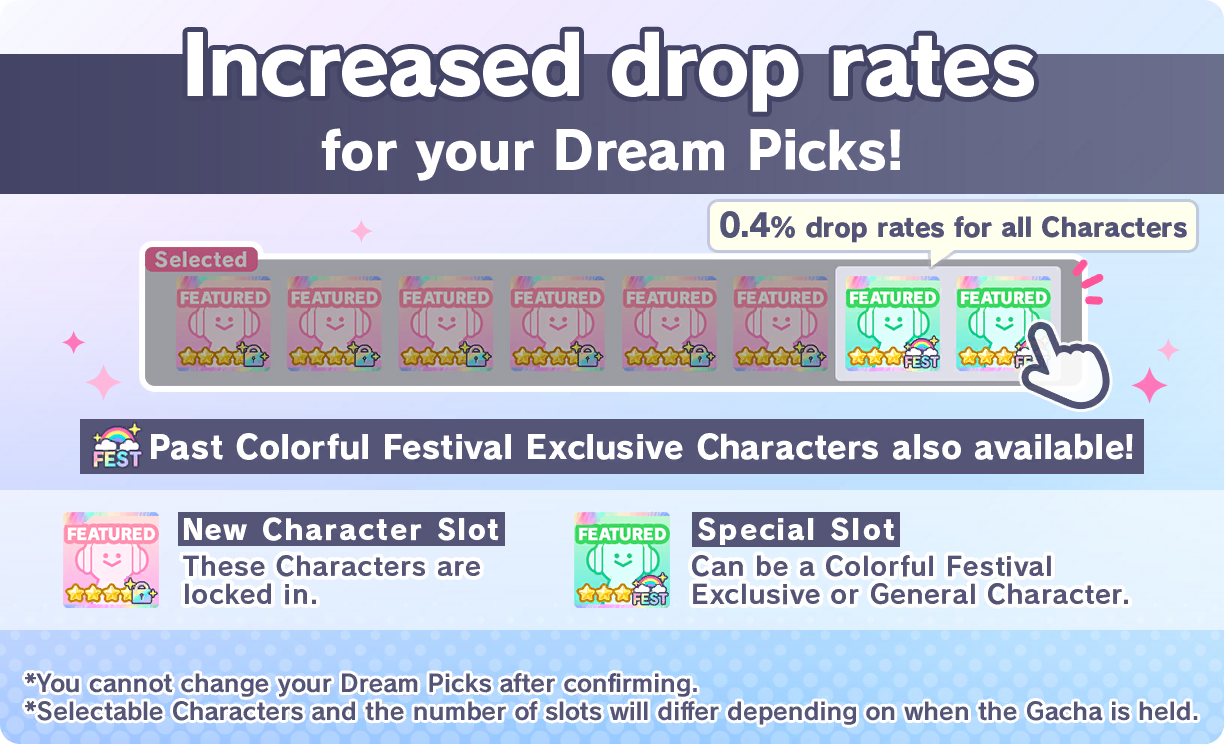 Increased drop rates
for your Dream Picks!
0.4% drop rates for all Characters
Selected
FEATURED FEATURED FEATURED FEATURED FEATURED FEATURED FEATURED FEATURED
FEST FE
FEST Past Colorful Festival Exclusive Characters also available!
FEATURED
New Character Slot
These Characters are
locked in.
FEATURED
FEST
Special Slot
Can be a Colorful Festival
Exclusive or General Character.
*You cannot change your Dream Picks after confirming.
*Selectable Characters and the number of slots will differ depending on when the Gacha is held.